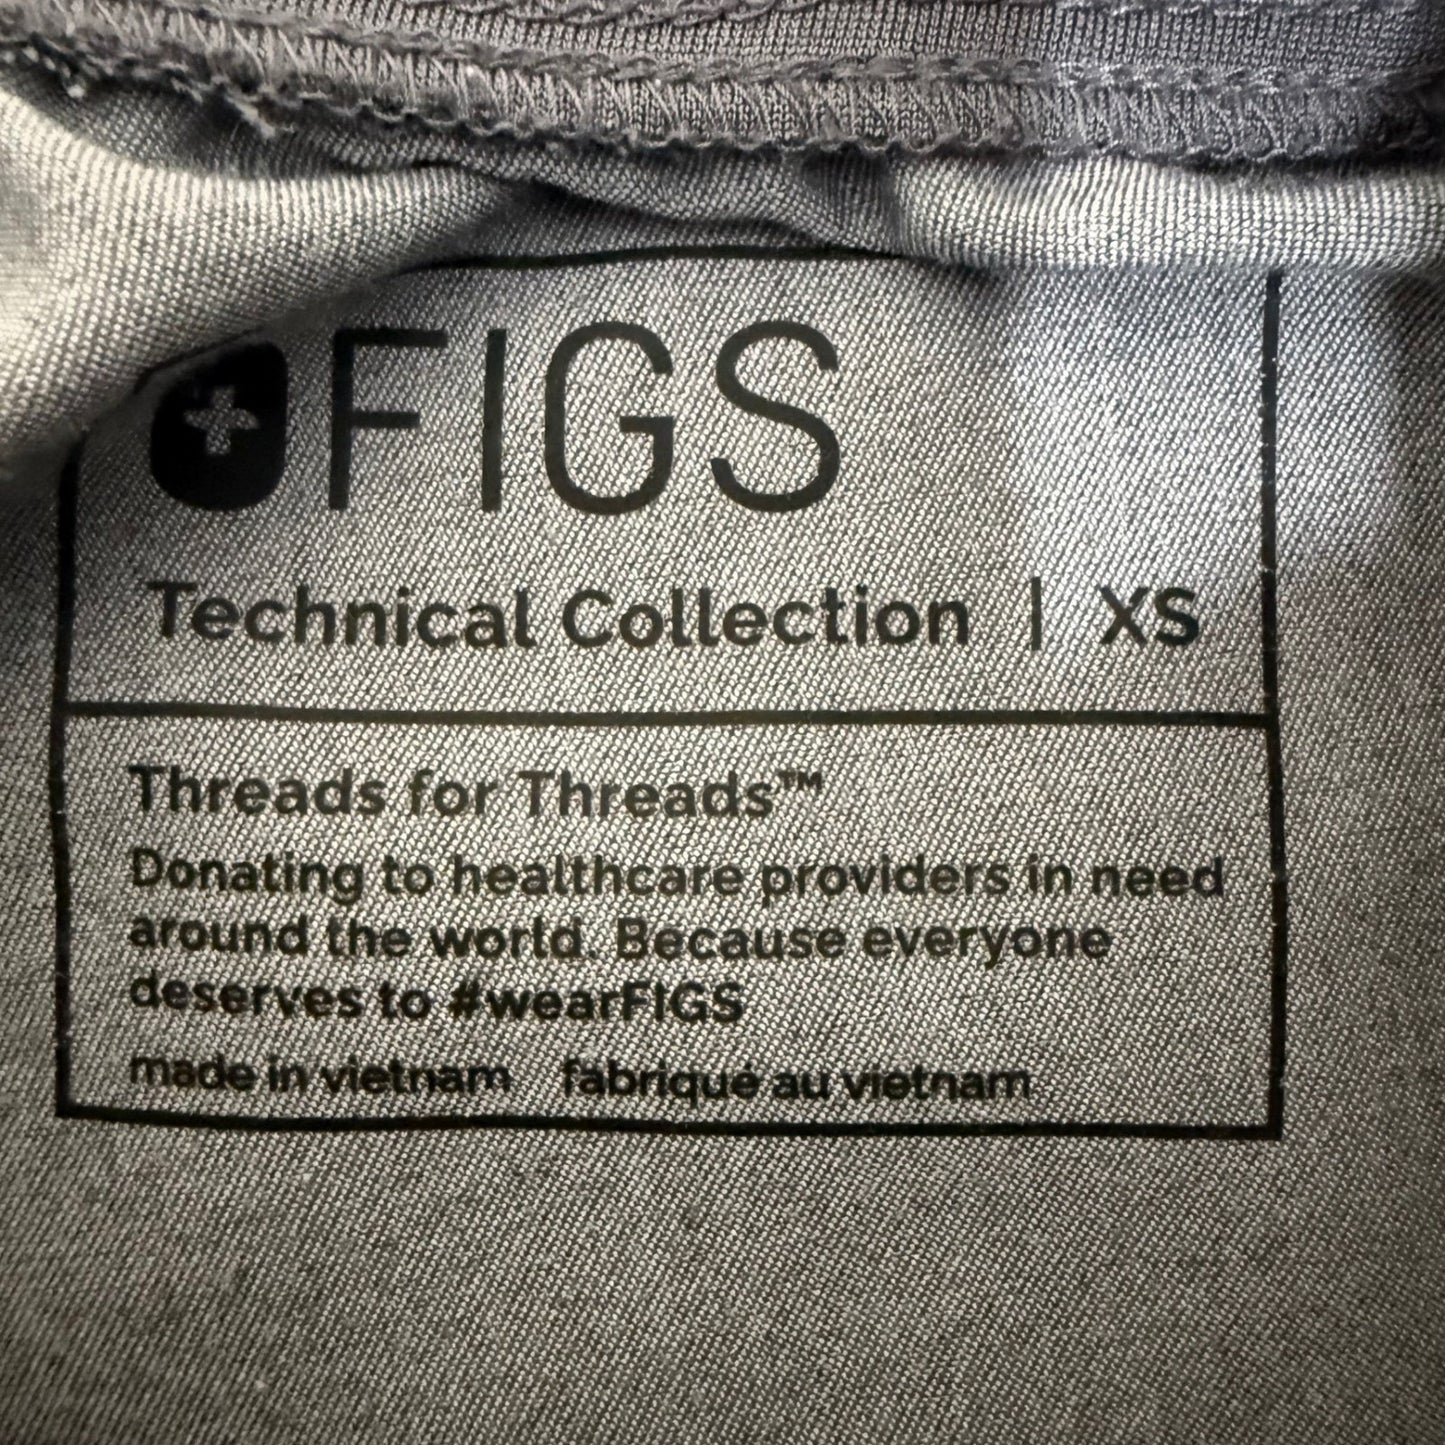 FIGS
Technical Collection | XS
Threads for Threads™
Donating to healthcare providers in need
around the world. Because everyone
deserves to #wearFIGS
made in vietnam fabriqué au vietnam